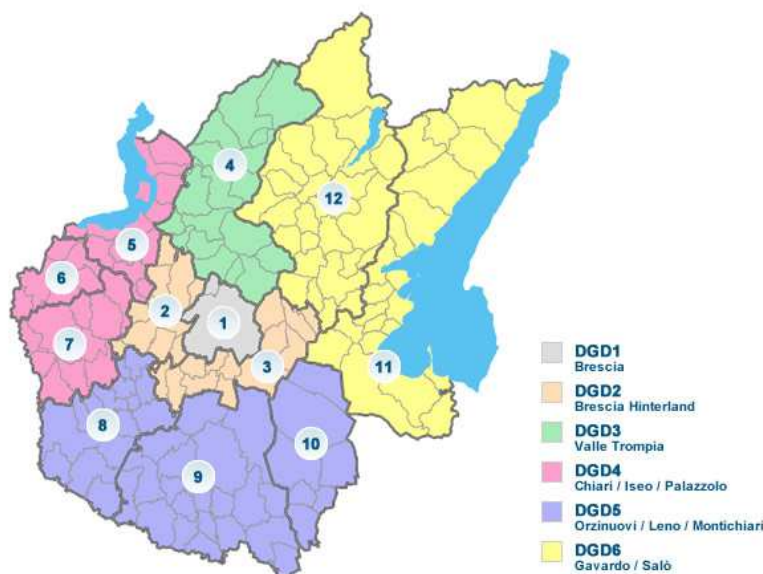 4
12
5
6
2
1
7
3
11
8
10
9
DGD1
Brescia
DGD2
Brescia Hinterland
DGD3
Valle Trompia
DGD4
Chiari / Iseo / Palazzolo
DGD5
Orzinuovi / Leno / Montichiari
DGD6
Gavardo / Salò